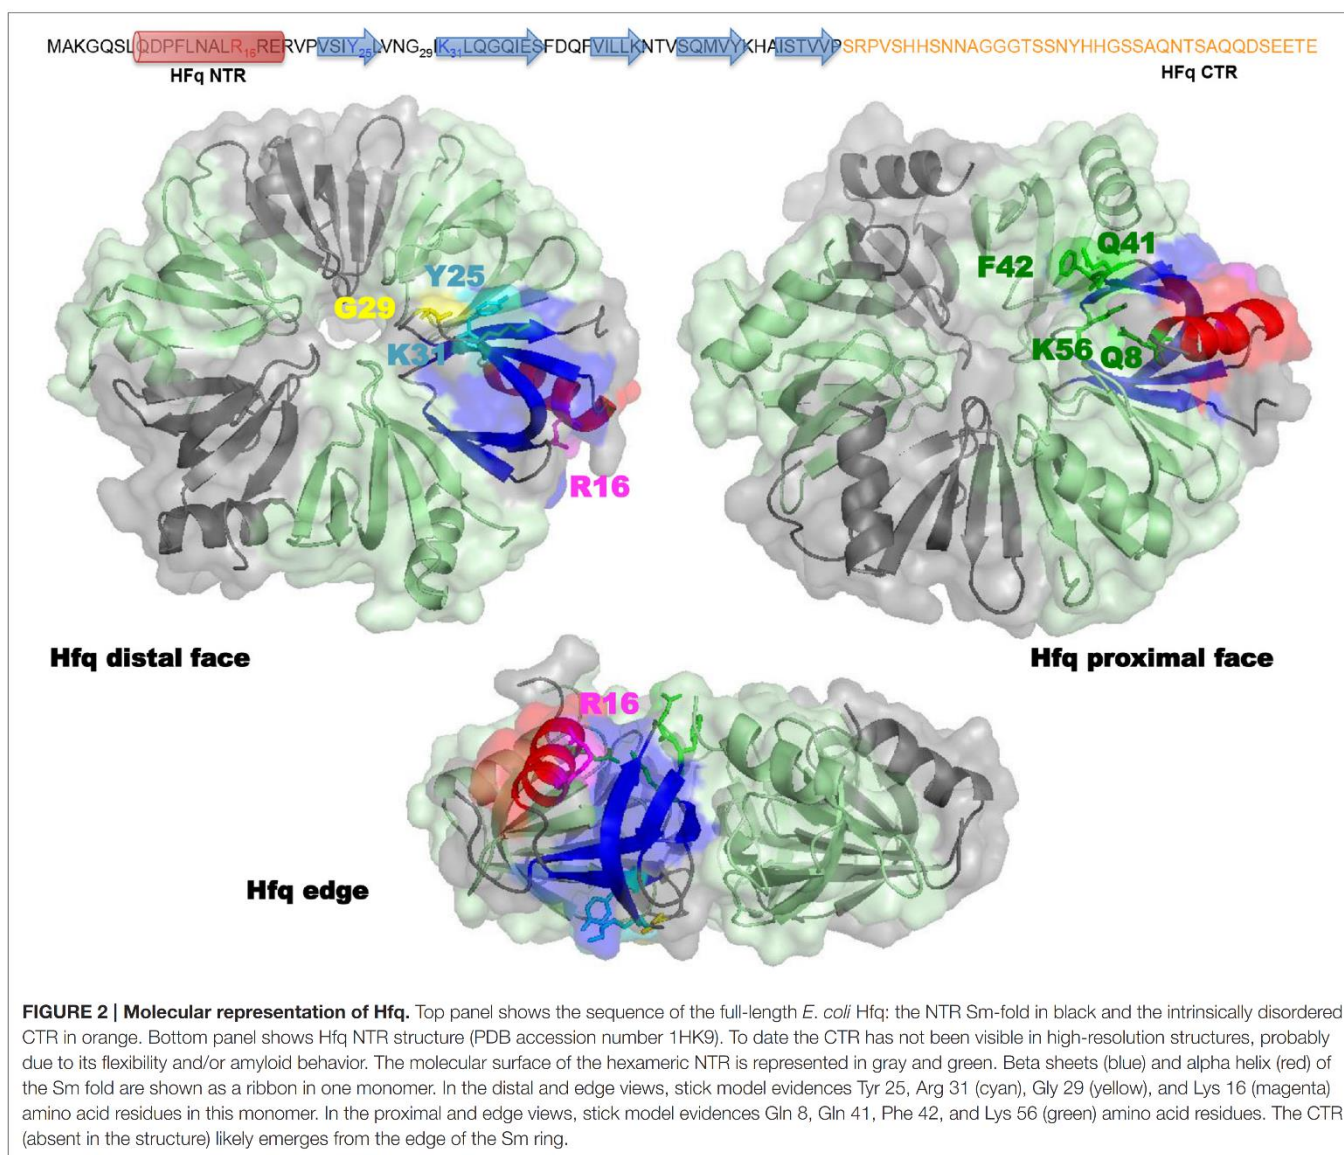 MAKGQSLQDPFLNALR16RERVPVSIY25LVNG29IK31LQGQIESFDQFVILLKNTVSQMVYKHAISTVVPSRPVSHHSNNAGGGTSSNYHHGSSAQNTSAQQDSEETE
HFq NTR
HFq CTR
Y25
G29
K31
R16
Q41
F42
K56
Q8
Hfq distal face
Hfq proximal face
R16
Hfq edge
FIGURE 2 | Molecular representation of Hfq. Top panel shows the sequence of the full-length E. coli Hfq: the NTR Sm-fold in black and the intrinsically disordered
CTR in orange. Bottom panel shows Hfq NTR structure (PDB accession number 1HK9). To date the CTR has not been visible in high-resolution structures, probably
due to its flexibility and/or amyloid behavior. The molecular surface of the hexameric NTR is represented in gray and green. Beta sheets (blue) and alpha helix (red) of
the Sm fold are shown as a ribbon in one monomer. In the distal and edge views, stick model evidences Tyr 25, Arg 31 (cyan), Gly 29 (yellow), and Lys 16 (magenta)
amino acid residues in this monomer. In the proximal and edge views, stick model evidences Gln 8, Gln 41, Phe 42, and Lys 56 (green) amino acid residues. The CTR
(absent in the structure) likely emerges from the edge of the Sm ring.